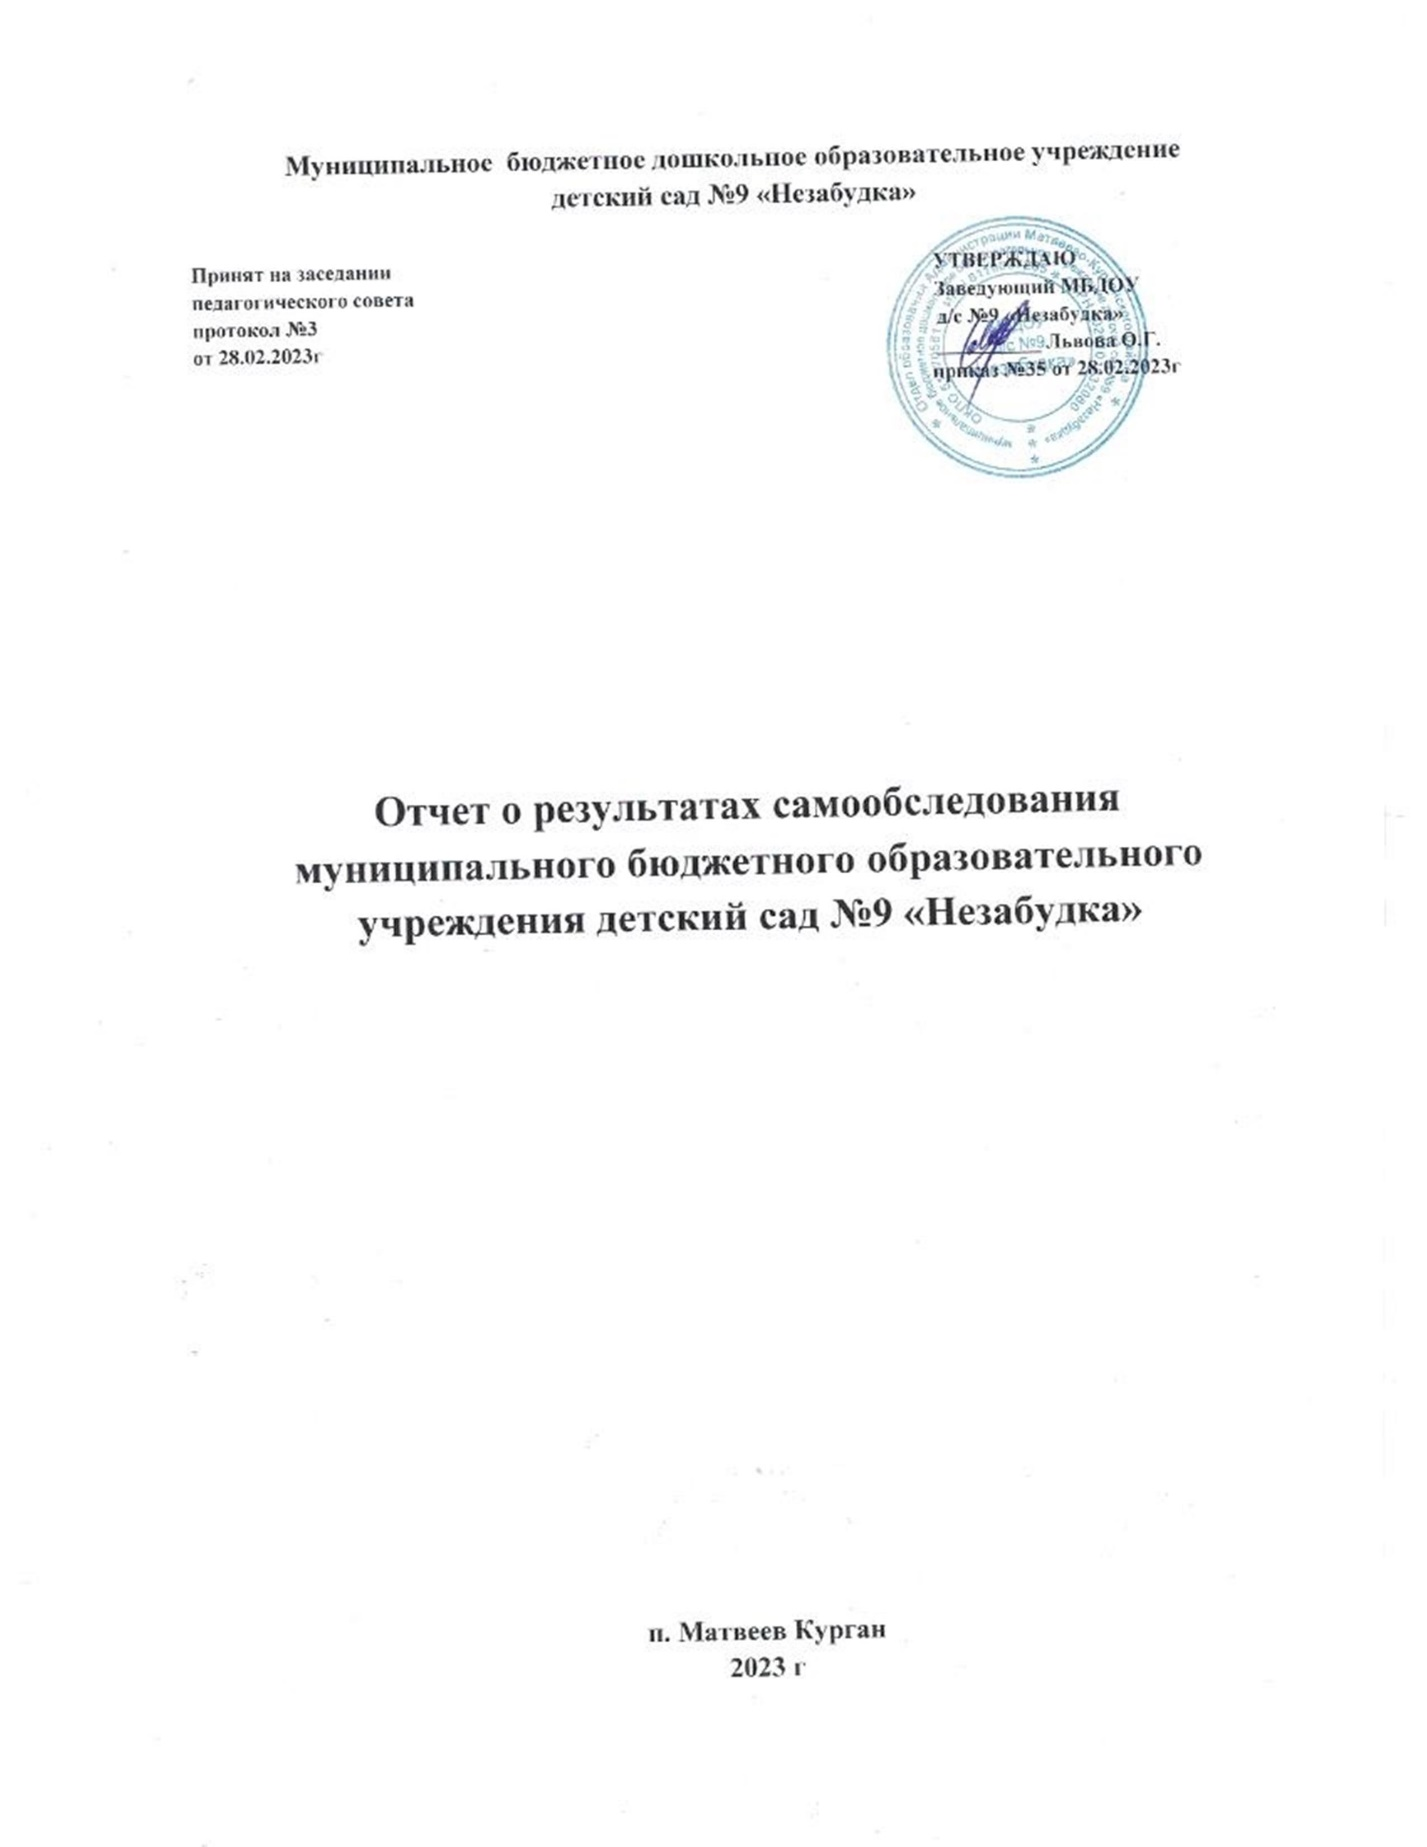 Муниципальное бюджетное дошкольное образовательное учреждение
детский сад №9 «Незабудка»
Принят на заседании
педагогического совета
протокол №3
от 28.02.2023г
УТВЕРЖДАЮ
Заведующий МБДОУ
д/с №9 «Незабудка»
Львова О.Г.
приказ №35 от 28.02.2023г
Отчет о результатах самообследования
муниципального бюджетного образовательного
учреждения детский сад №9 «Незабудка»
п. Матвеев Курган
2023 г